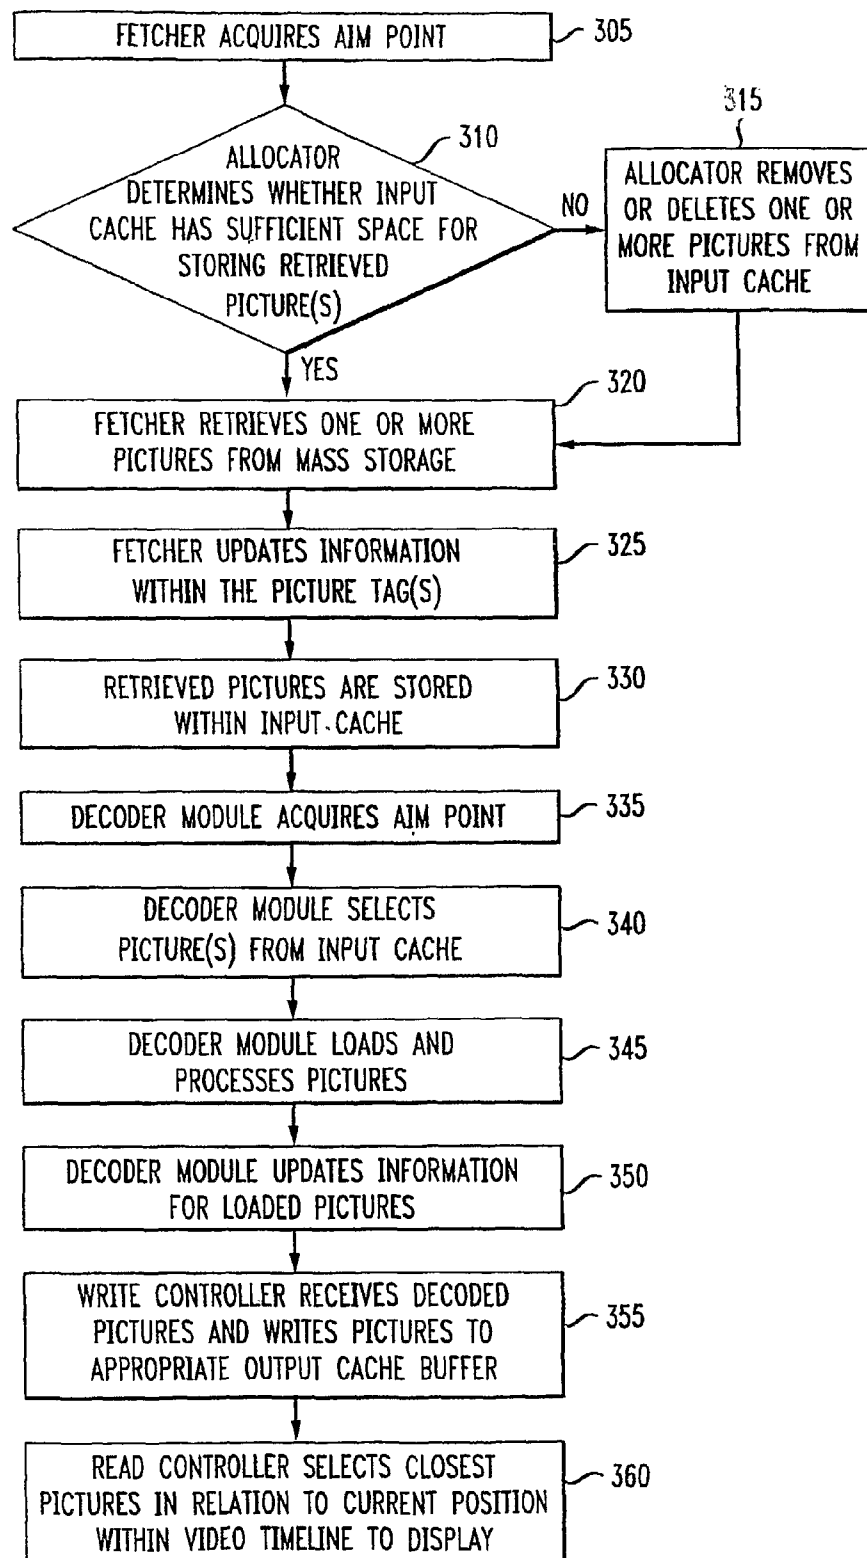 FETCHER ACQUIRES AIM POINT
305
310
ALLOCATOR
DETERMINES WHETHER INPUT
CACHE HAS SUFFICIENT SPACE FOR
STORING RETRIEVED
PICTURE(S)
NO
315
ALLOCATOR REMOVES
OR DELETES ONE OR
MORE PICTURES FROM
INPUT CACHE
YES
320
FETCHER RETRIEVES ONE OR MORE
PICTURES FROM MASS STORAGE
325
FETCHER UPDATES INFORMATION
WITHIN THE PICTURE TAG(S)
330
RETRIEVED PICTURES ARE STORED
WITHIN INPUT CACHE
335
DECODER MODULE ACQUIRES AIM POINT
340
DECODER MODULE SELECTS
PICTURE(S) FROM INPUT CACHE
345
DECODER MODULE LOADS AND
PROCESSES PICTURES
350
DECODER MODULE UPDATES INFORMATION
FOR LOADED PICTURES
355
WRITE CONTROLLER RECEIVES DECODED
PICTURES AND WRITES PICTURES TO
APPROPRIATE OUTPUT CACHE BUFFER
360
READ CONTROLLER SELECTS CLOSEST
PICTURES IN RELATION TO CURRENT POSITION
WITHIN VIDEO TIMELINE TO DISPLAY